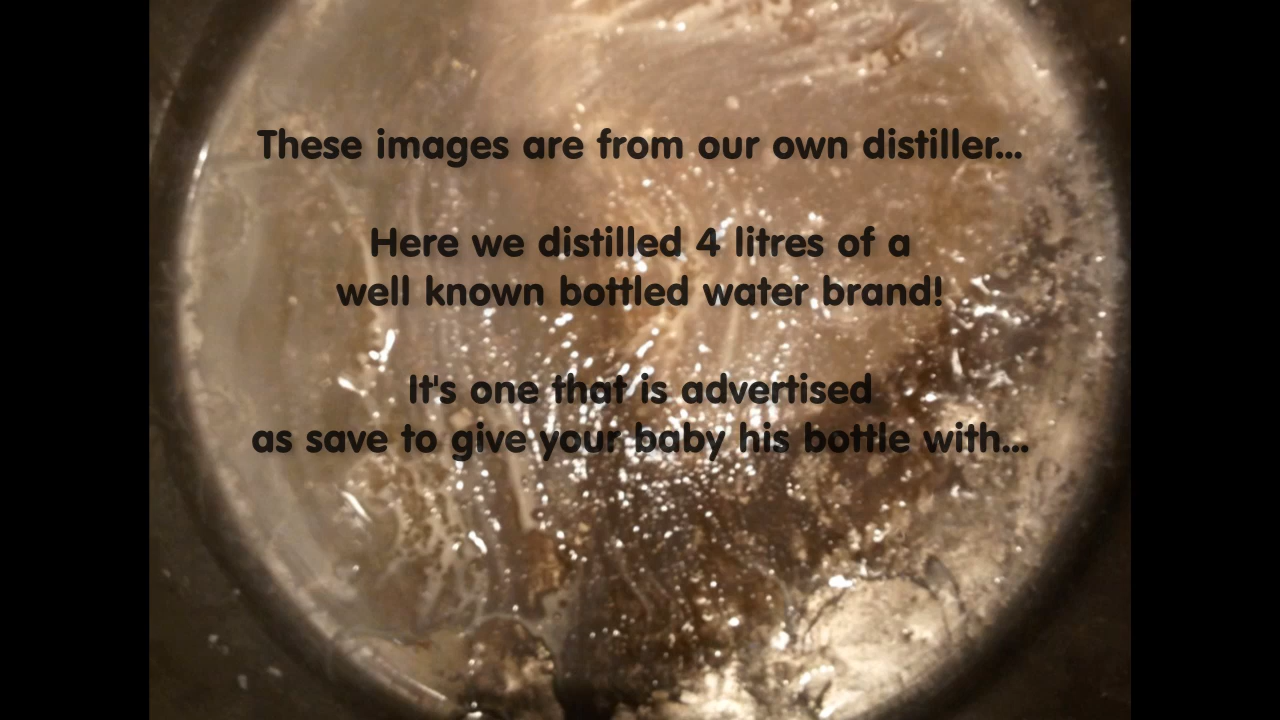 These images are from our own distiller...
Here we distilled 4 litres of a
well known bottled water brand!
It's one that is advertised
as save to give your baby his bottle with...